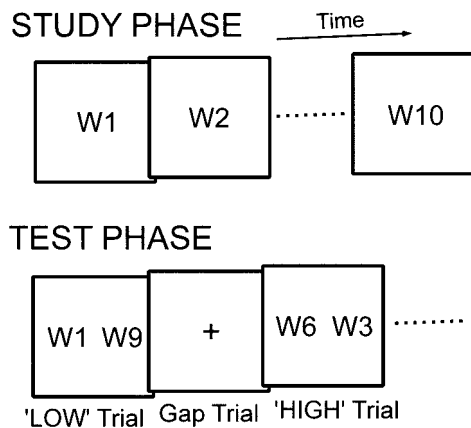 STUDY PHASE
Time
W1
W2
W10
TEST PHASE
W1 W9
+
W6 W3
'LOW' Trial
Gap Trial
'HIGH' Trial